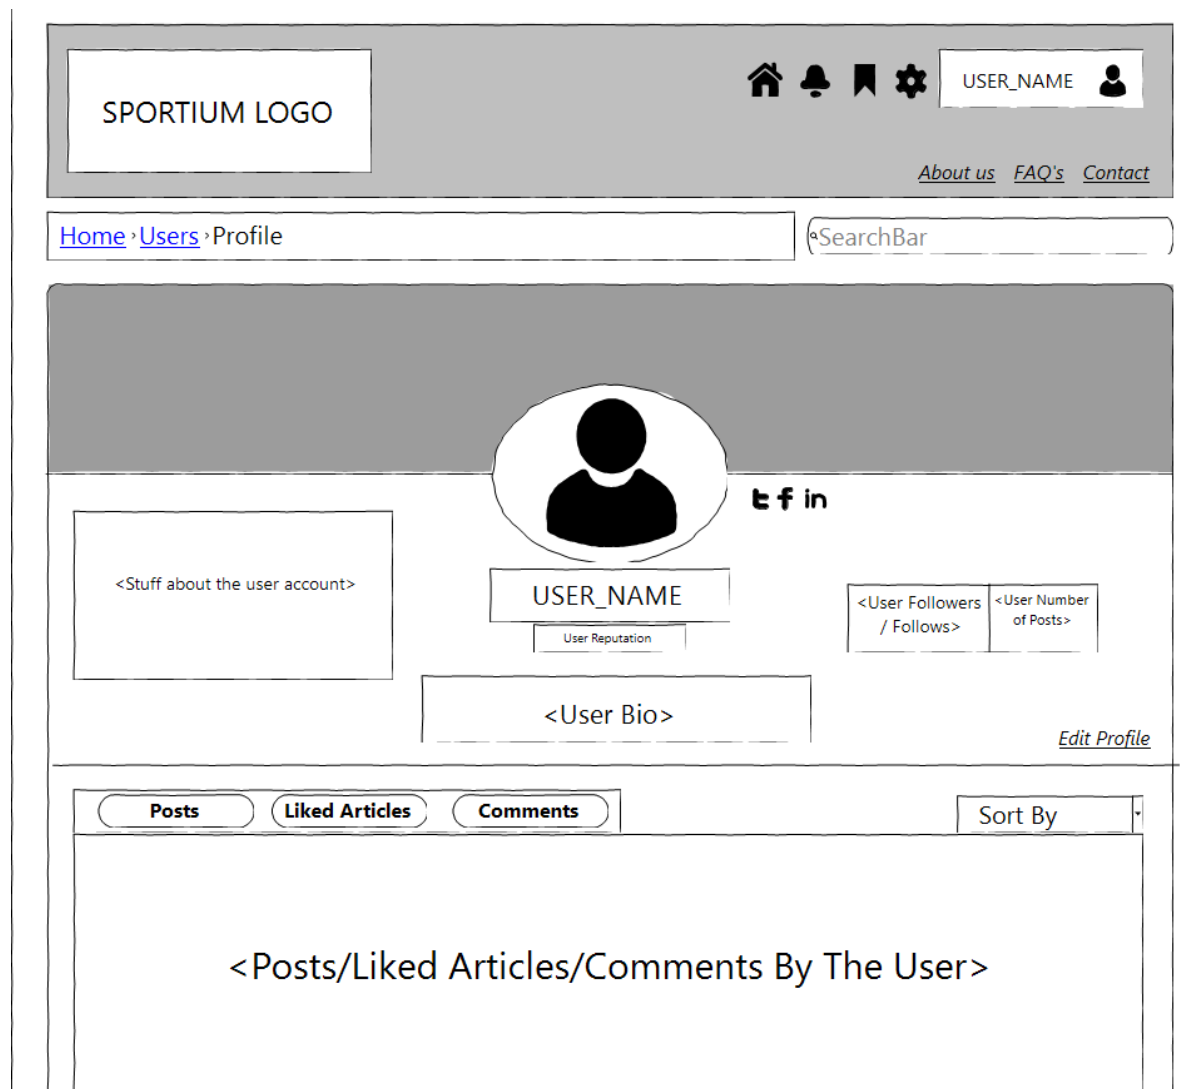 SPORTIUM LOGO
USER_NAME
About us FAQ's Contact
Home › Users › Profile
SearchBar
t f in
<Stuff about the user account>
USER_NAME
User Reputation
<User Followers
/ Follows>
<User Number
of Posts>
<User Bio>
Edit Profile
Posts Liked Articles Comments
Sort By
<Posts/Liked Articles/Comments By The User>